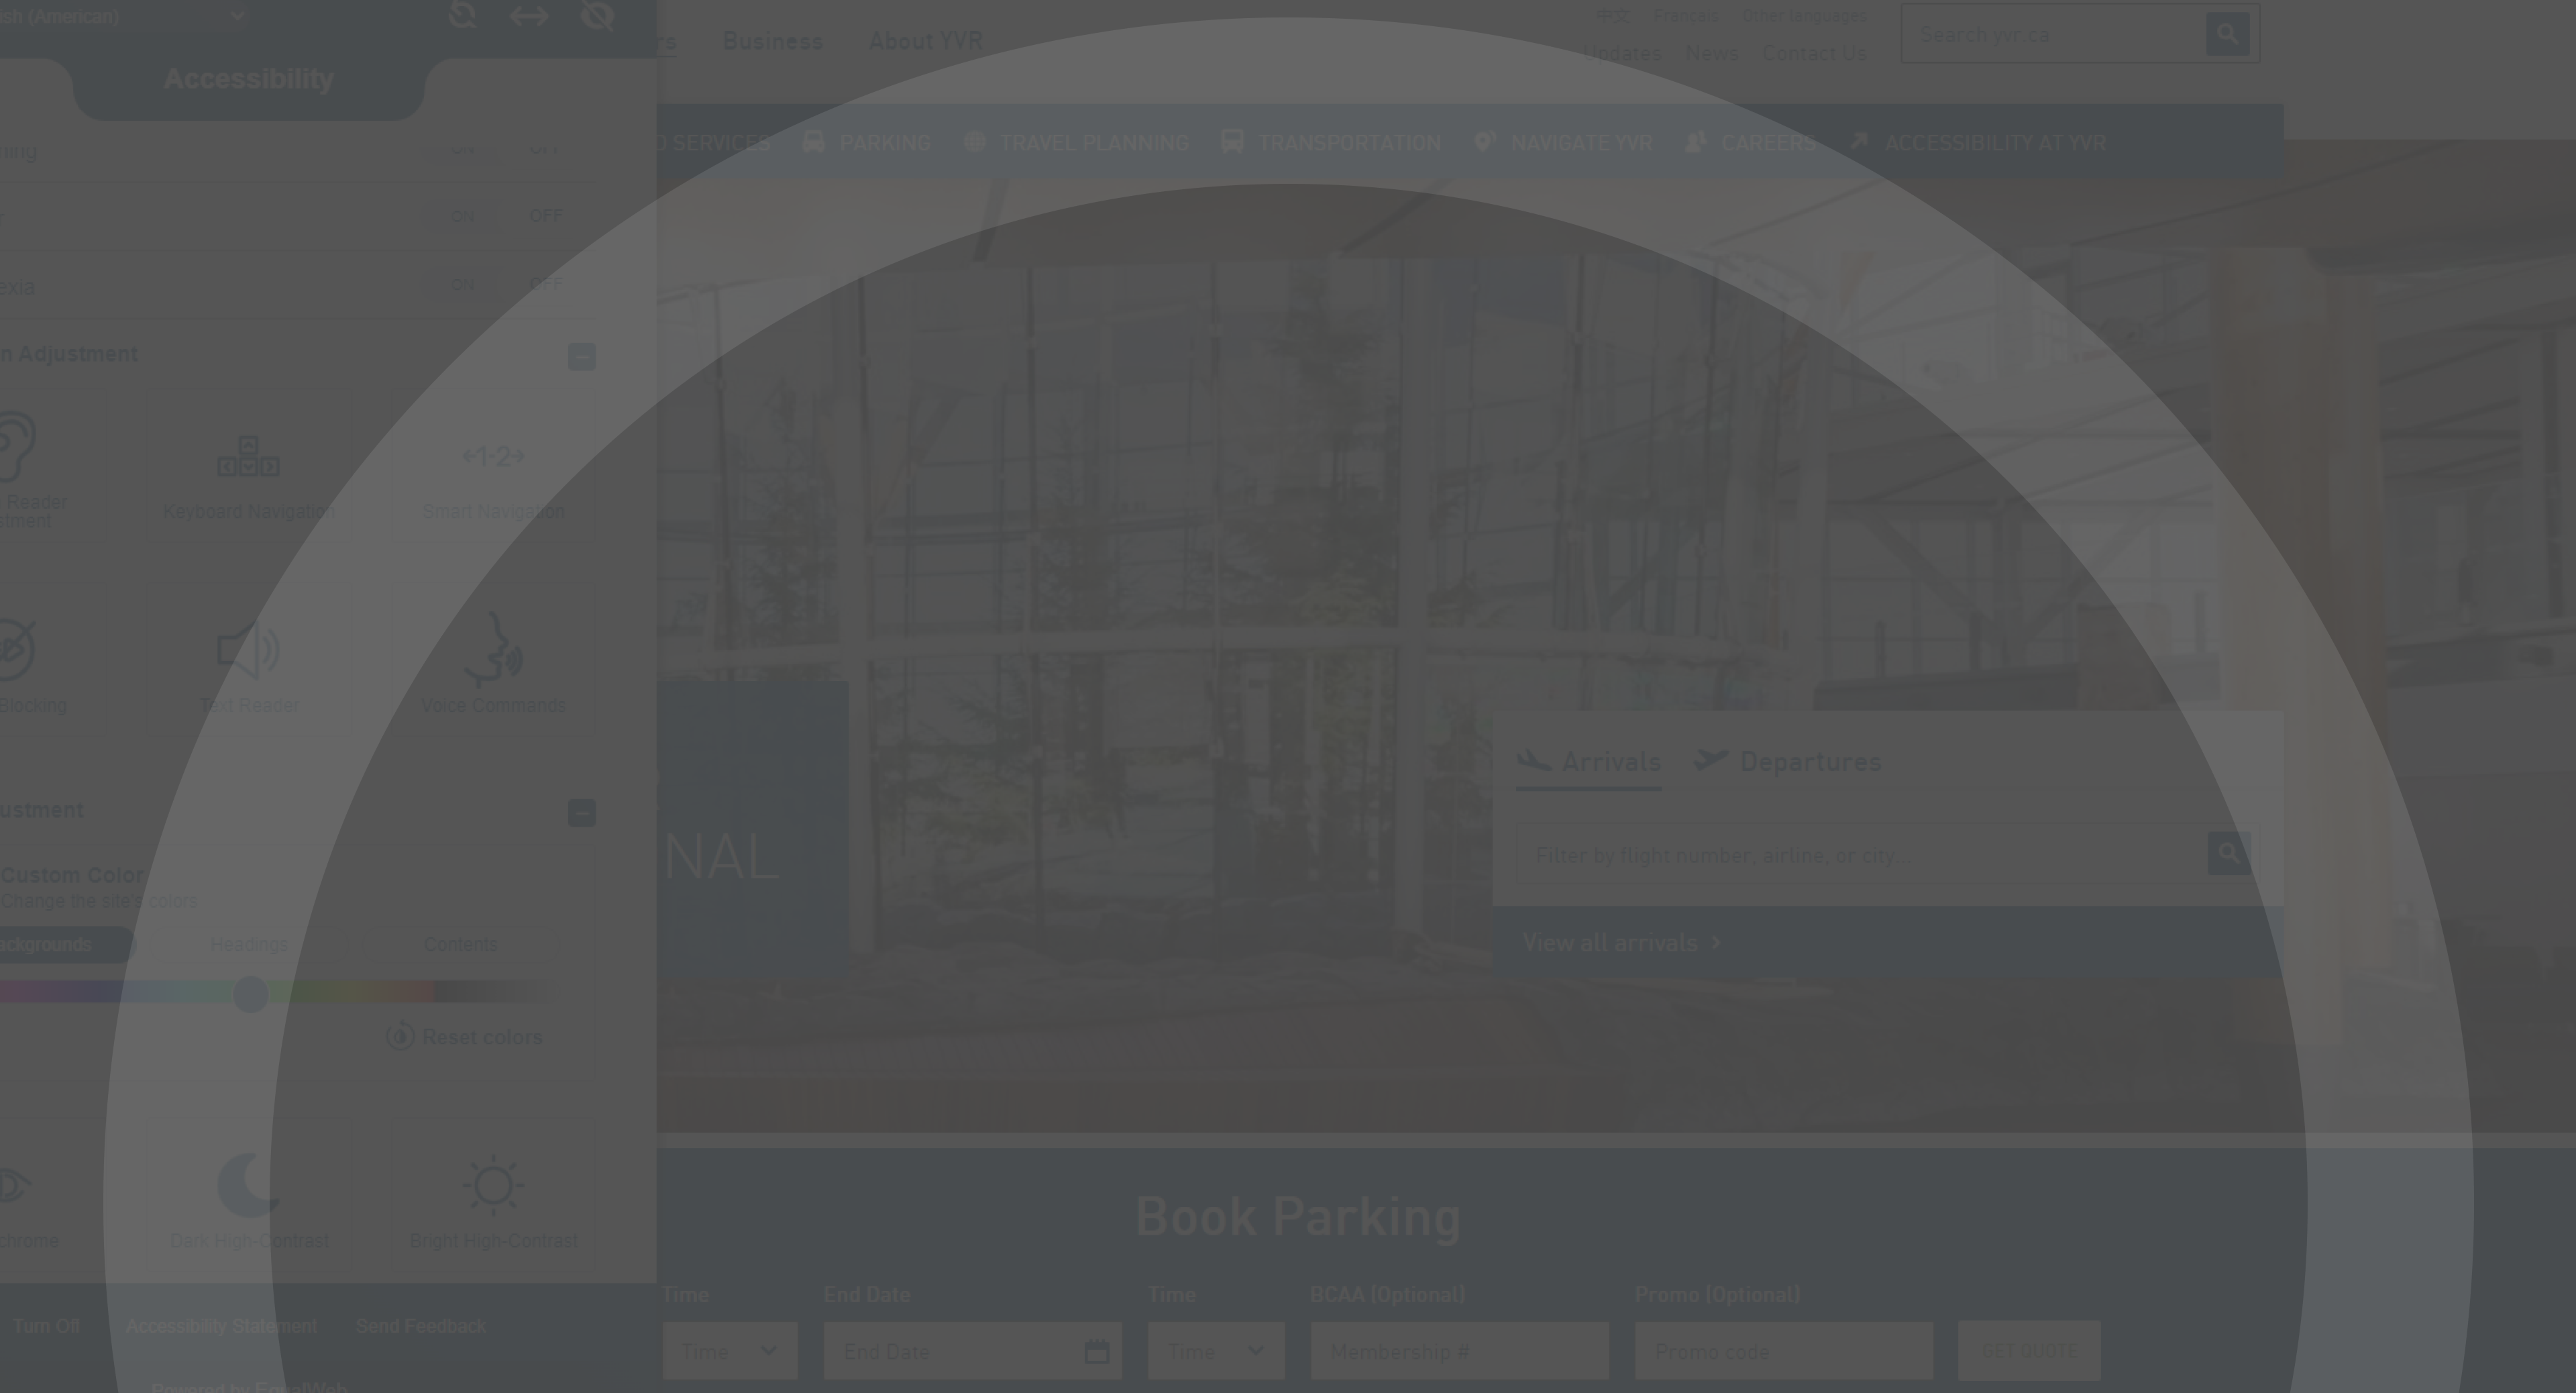 ish (American)
Accessibility
ning
ON OFF
r
ON OFF
exia
ON OFF
n Adjustment
Reader
stment
Keyboard Navigation
Smart Navigation
Blocking
Text Reader
Voice Commands
ustment
Custom Color
Change the site's colors
ackgrounds
Headings
Contents
Reset colors
chrome
Dark High-Contrast
Bright High-Contrast
Turn Off
Accessibility Statement
Send Feedback
Powered by EqualWeb
rs
Business
About YVR
中文
Français
Other languages
Updates
News
Contact Us
Search yvr.ca
D SERVICES
PARKING
TRAVEL PLANNING
TRANSPORTATION
NAVIGATE YVR
CAREERS
ACCESSIBILITY AT YVR
NAL
Arrivals
Departures
Filter by flight number, airline, or city...
View all arrivals
Book Parking
Time
End Date
Time
BCAA (Optional)
Promo (Optional)
Time
End Date
Time
Membership #
Promo code
GET QUOTE